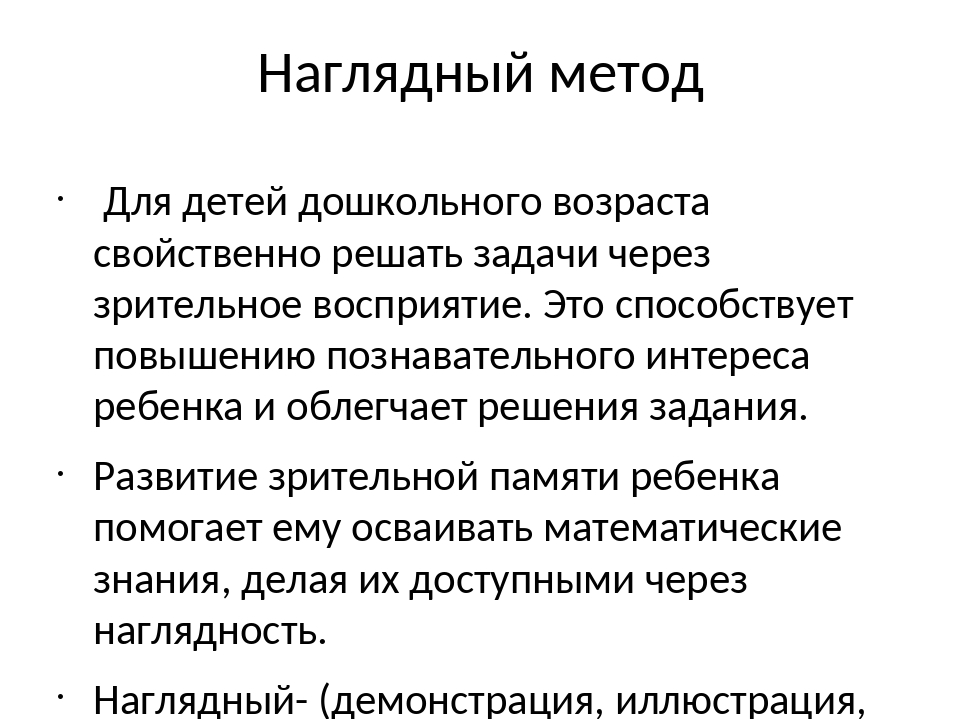 Наглядный метод
· Для детей дошкольного возраста
свойственно решать задачи через
зрительное восприятие. Это способствует
повышению познавательного интереса
ребенка и облегчает решения задания.
· Развитие зрительной памяти ребенка
помогает ему осваивать математические
знания, делая их доступными через
наглядность.
· Наглядный- (демонстрация, иллюстрация,